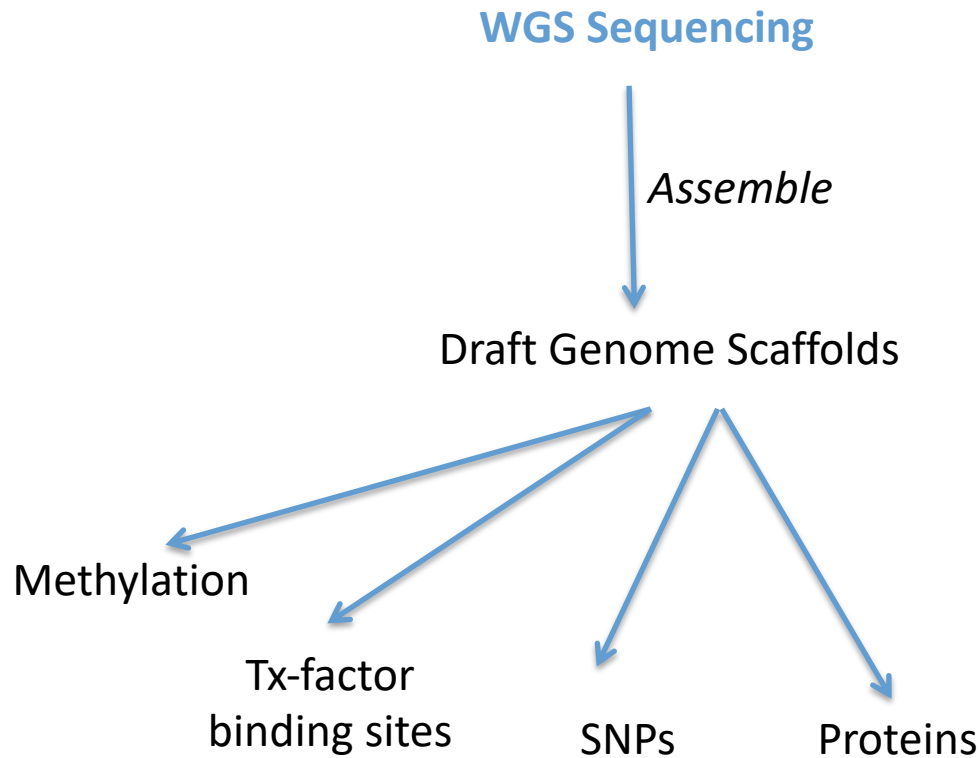 WGS Sequencing
Assemble
Draft Genome Scaffolds
Methylation
Tx-factor
binding sites
SNPs
Proteins